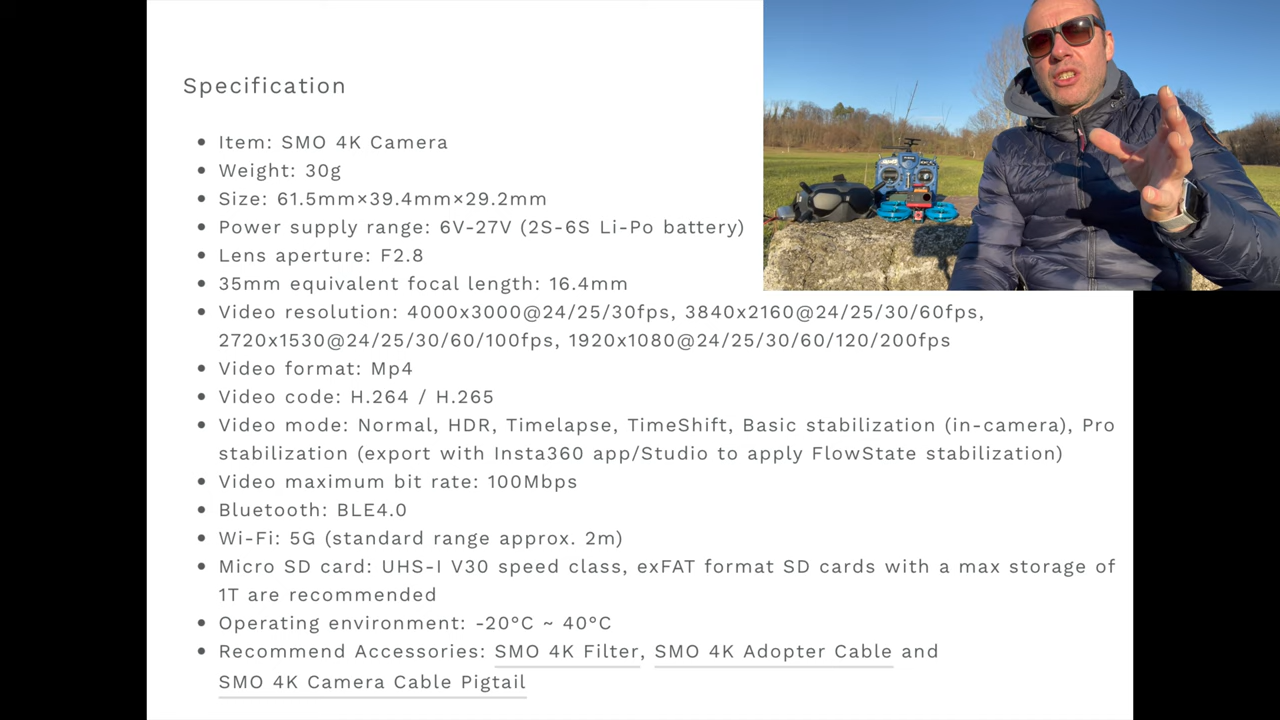 Specification
Item: SMO 4K Camera
Weight: 30g
Size: 61.5mm×39.4mm×29.2mm
Power supply range: 6V-27V (2S-6S Li-Po battery)
Lens aperture: F2.8
35mm equivalent focal length: 16.4mm
Video resolution: 4000x3000@24/25/30fps, 3840x2160@24/25/30/60fps,
2720x1530@24/25/30/60/100fps, 1920x1080@24/25/30/60/120/200fps
Video format: Mp4
Video code: H.264 / H.265
Video mode: Normal, HDR, Timelapse, TimeShift, Basic stabilization (in-camera), Pro
stabilization (export with Insta360 app/Studio to apply FlowState stabilization)
Video maximum bit rate: 100Mbps
Bluetooth: BLE4.0
Wi-Fi: 5G (standard range approx. 2m)
Micro SD card: UHS-I V30 speed class, exFAT format SD cards with a max storage of
1T are recommended
Operating environment: -20°C ~ 40°C
Recommend Accessories: SMO 4K Filter, SMO 4K Adopter Cable and
SMO 4K Camera Cable Pigtail